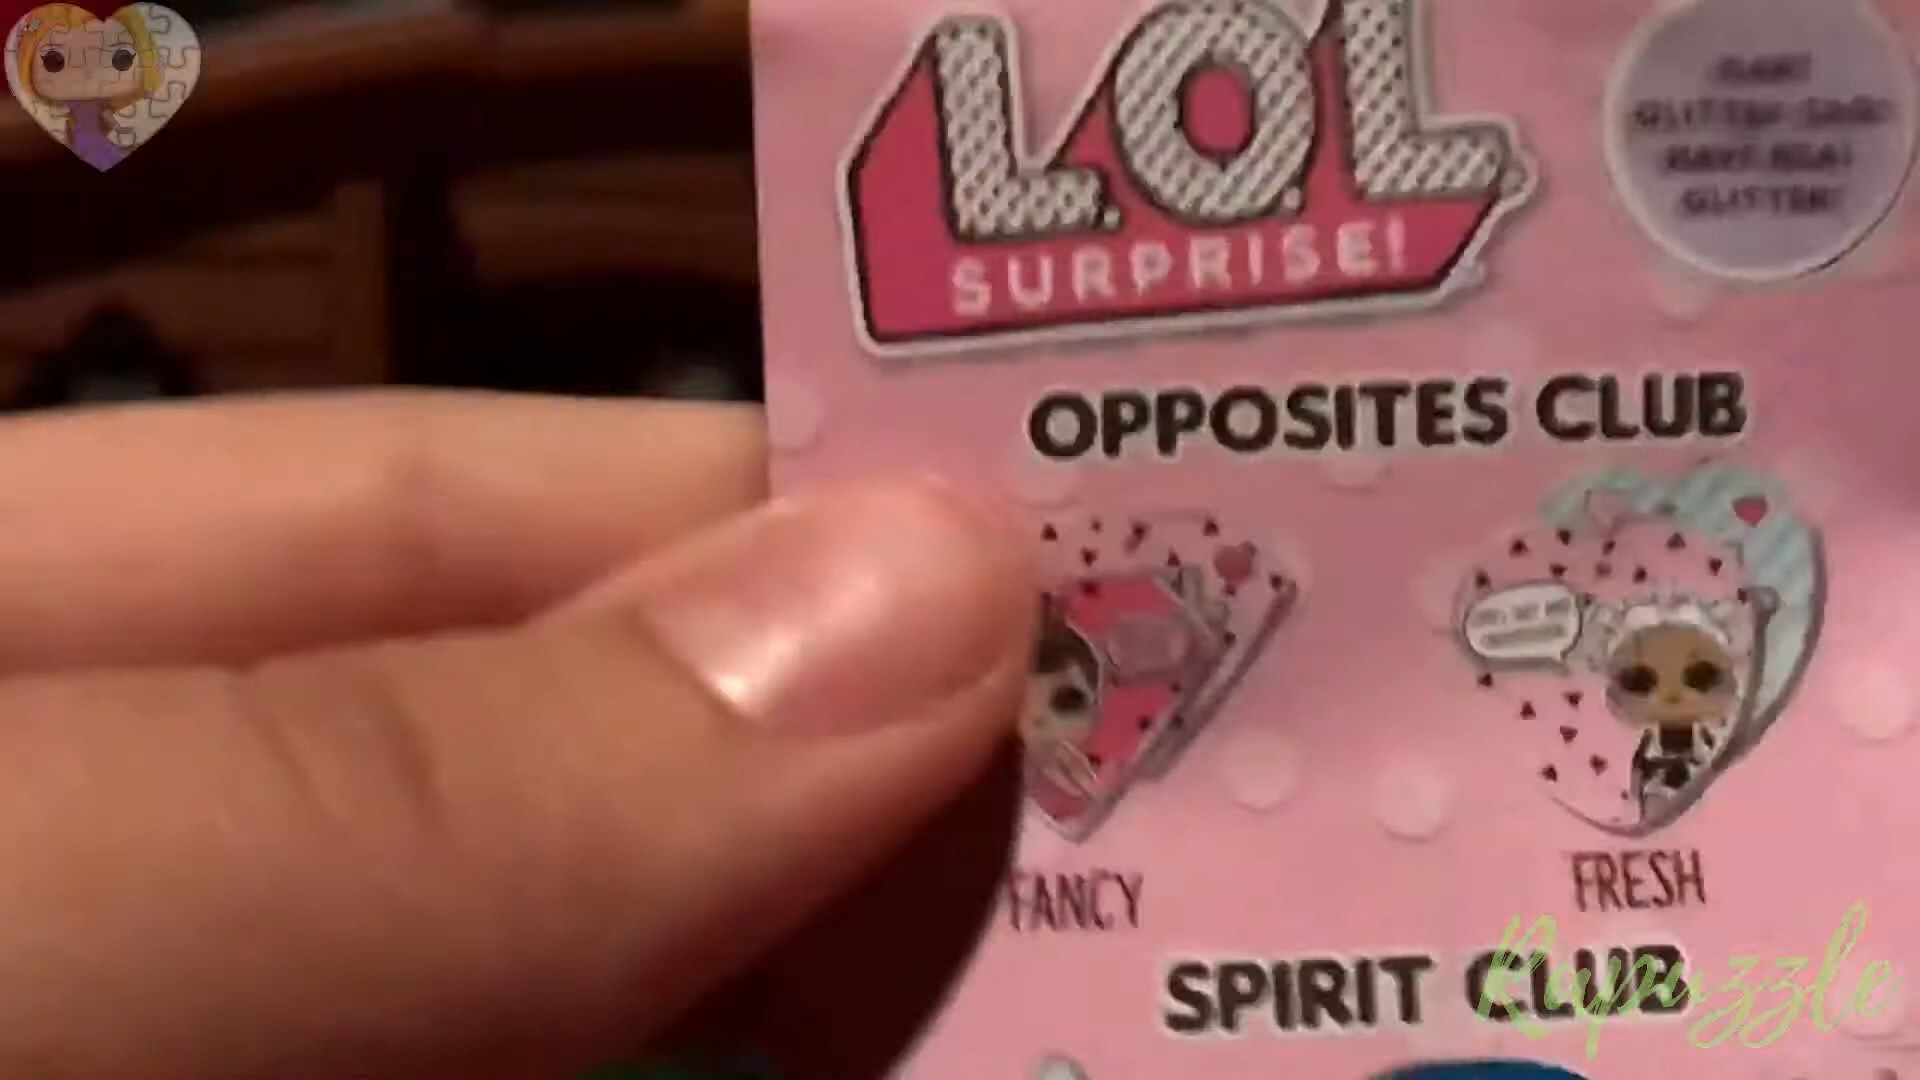 L.O.L.
SURPRISE!
OPPOSITES CLUB
FANCY
FRESH
SPIRIT CLUB
Rapuzzle